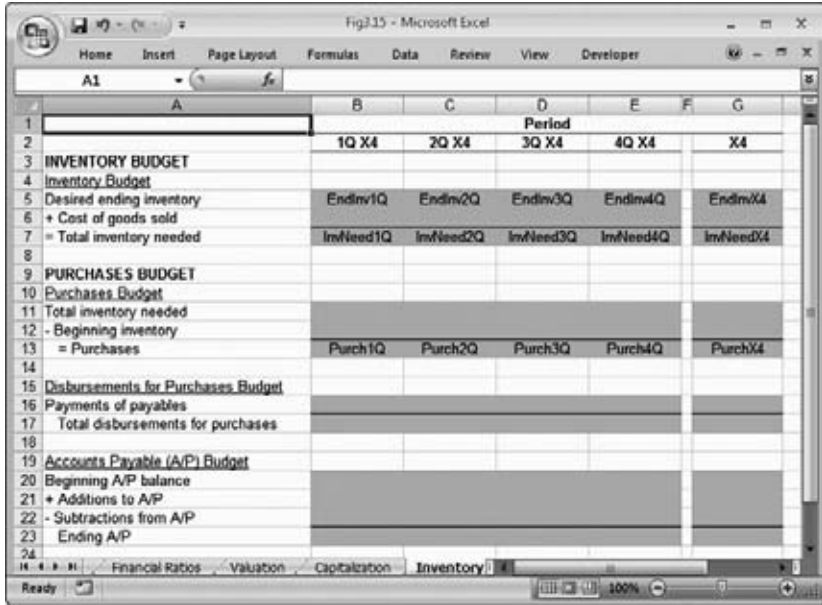 Fig3.15 - Microsoft Excel
Home Insert Page Layout Formulas Data Review View Developer
A1 fx
A B C D E F G
1 Period
2 1Q X4 2Q X4 3Q X4 4Q X4 X4
3 INVENTORY BUDGET
4 Inventory Budget
5 Desired ending inventory EndInv1Q EndInv2Q EndInv3Q EndInv4Q EndInvX4
6 + Cost of goods sold
7 = Total inventory needed InvNeed1Q InvNeed2Q InvNeed3Q InvNeed4Q InvNeedX4
8
9 PURCHASES BUDGET
10 Purchases Budget
11 Total inventory needed
12 - Beginning inventory
13 = Purchases Purch1Q Purch2Q Purch3Q Purch4Q PurchX4
14
15 Disbursements for Purchases Budget
16 Payments of payables
17 Total disbursements for purchases
18
19 Accounts Payable (A/P) Budget
20 Beginning A/P balance
21 + Additions to A/P
22 - Subtractions from A/P
23 Ending A/P
24
Financial Ratios Valuation Capitalization Inventory
Ready 100%